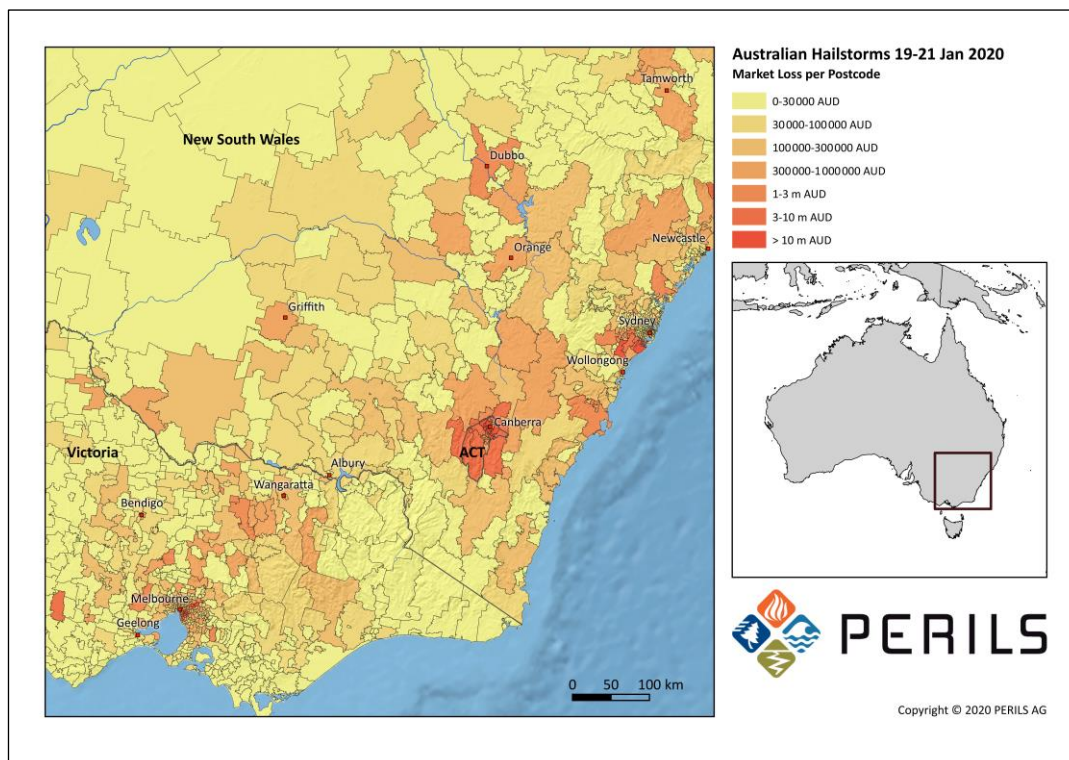 Australian Hailstorms 19-21 Jan 2020
Market Loss per Postcode
0-30 000 AUD
30 000-100 000 AUD
100 000-300 000 AUD
300 000-1 000 000 AUD
1-3 m AUD
3-10 m AUD
> 10 m AUD
Tamworth
New South Wales
Dubbo
Newcastle
Orange
Griffith
Sydney
Wollongong
Canberra
ACT
Victoria
Albury
Wangaratta
Bendigo
Melbourne
Geelong
0 50 100 km
PERILS
Copyright © 2020 PERILS AG